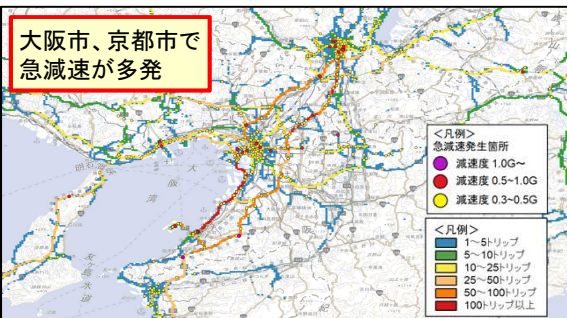 大阪市、京都市で
急減速が多発
<凡例>
急減速発生箇所
減速度 1.0G~
減速度 0.5~1.0G
減速度 0.3~0.5G
<凡例>
1~5トリップ
5~10トリップ
10~25トリップ
25~50トリップ
50~100トリップ
100トリップ以上
大
阪
湾